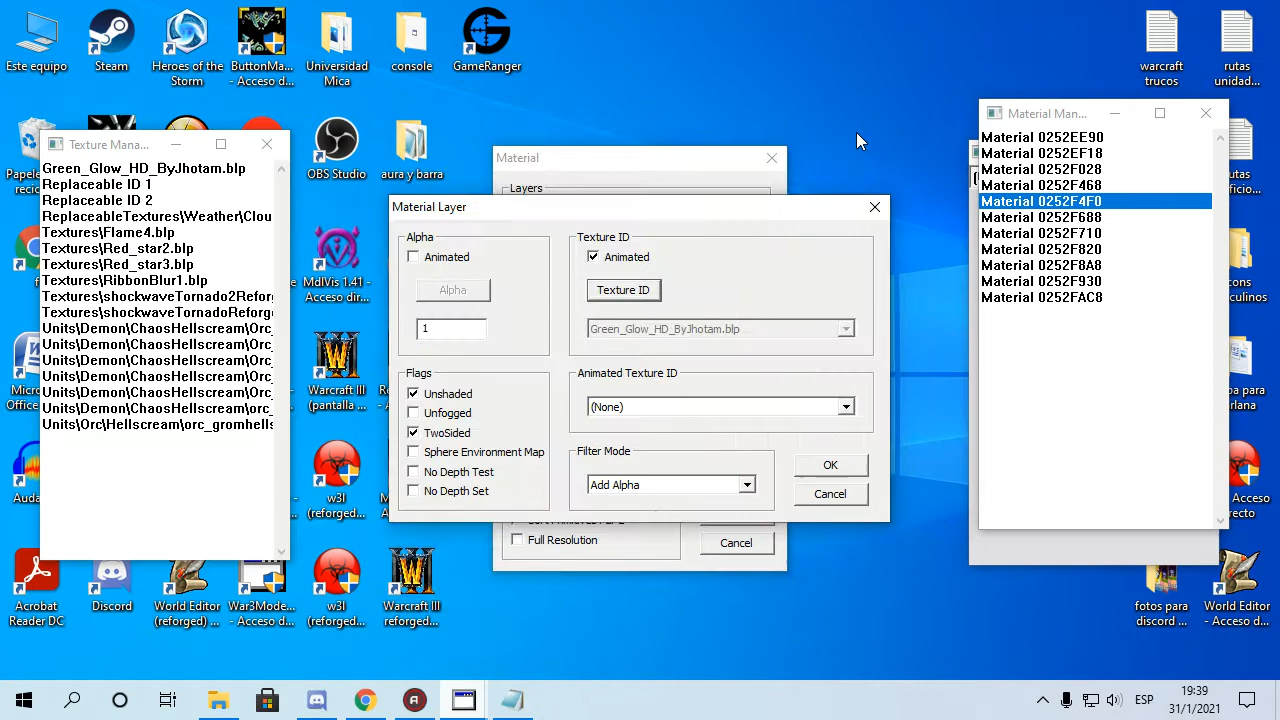 Este equipo
Steam
Heroes of the
Storm
ButtonMa...
- Acceso d...
Universidad
Mica
console
GameRanger
warcraft
trucos
rutas
unidad...
OBS Studio
aura y barra
MdlVis 1.41 -
Acceso dir...
Warcraft III
(pantalla ...
w3l
(reforged ...
Acrobat
Reader DC
Discord
World Editor
(reforged) ...
War3Mode...
- Acceso d...
w3l
(reforged...
Warcraft III
reforged...
fotos para
discord ...
World Editor
- Acceso d...
Texture Mana...
Green_Glow_HD_ByJhotam.blp
Replaceable ID 1
Replaceable ID 2
ReplaceableTextures\Weather\Clou
Textures\Flame4.blp
Textures\Red_star2.blp
Textures\Red_star3.blp
Textures\RibbonBlur1.blp
Textures\shockwaveTornado2Reforg
Textures\shockwaveTornadoReforge
Units\Demon\ChaosHellscream\Orc_
Units\Demon\ChaosHellscream\Orc_
Units\Demon\ChaosHellscream\Orc_
Units\Demon\ChaosHellscream\Orc_
Units\Demon\ChaosHellscream\Orc_
Units\Demon\ChaosHellscream\orc_
Units\Orc\Hellscream\orc_gromhells
Material
Layers
Material Layer
Alpha
Animated
Alpha
1
Texture ID
Animated
Texture ID
Green_Glow_HD_ByJhotam.blp
Flags
Unshaded
Unfogged
TwoSided
Sphere Environment Map
No Depth Test
No Depth Set
Animated Texture ID
(None)
Filter Mode
Add Alpha
OK
Cancel
Full Resolution
Cancel
Material Man...
Material 0252EE90
Material 0252EF18
Material 0252F028
Material 0252F468
Material 0252F4F0
Material 0252F688
Material 0252F710
Material 0252F820
Material 0252F8A8
Material 0252F930
Material 0252FAC8
ESP
19:39
31/1/2021